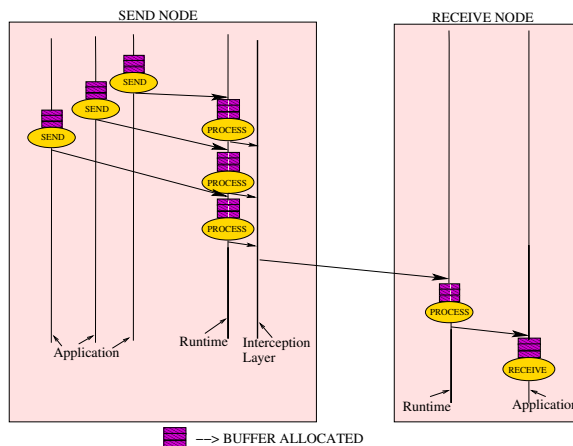 SEND NODE
RECEIVE NODE
SEND
SEND
SEND
PROCESS
PROCESS
PROCESS
PROCESS
RECEIVE
Application
Runtime
Interception
Layer
Runtime
Application
--> BUFFER ALLOCATED